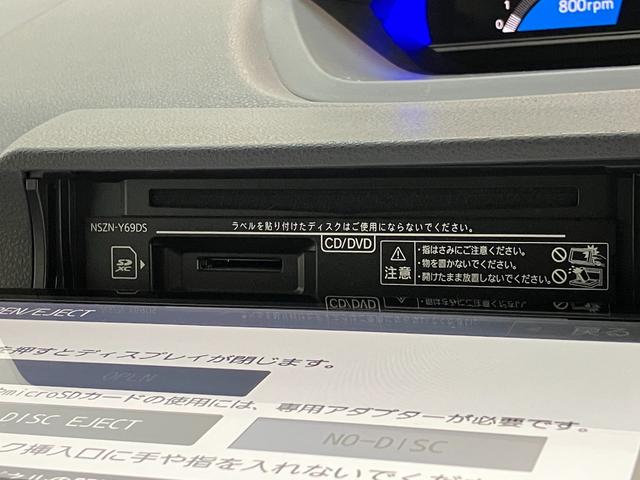 1
0
800rpm
NSZN-Y69DS
ラベルを貼り付けたディスクはご使用にならないでください。
CD/DVD
SD XC
注意
・指はさみにご注意ください。
・物を置かないでください。
・開けたまま放置しないでください。
EN/EJECT
戻る
を押すとディスプレイが閉じます。
OPEN
microSDカードの使用には、専用アダプターが必要です。
DISC EJECT
NO-DISC
ク挿入口に手や指を入れないでくだ